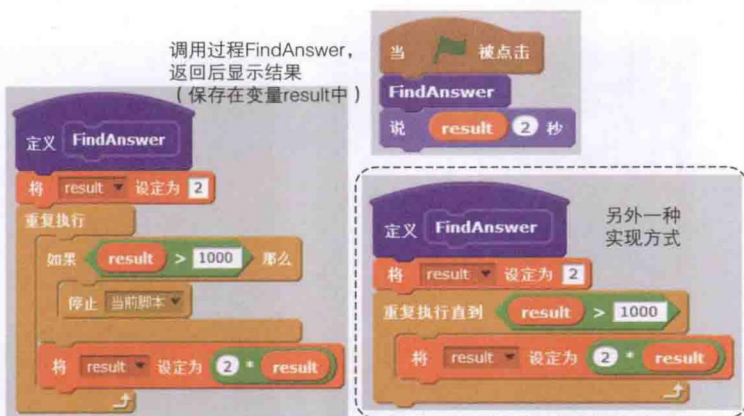 调用过程FindAnswer，
返回后显示结果
（保存在变量result中）
当 被点击
FindAnswer
说 result 2 秒
定义 FindAnswer
将 result 设定为 2
重复执行
如果 result > 1000 那么
停止 当前脚本
将 result 设定为 2 * result
另外一种
实现方式
定义 FindAnswer
将 result 设定为 2
重复执行直到 result > 1000
将 result 设定为 2 * result